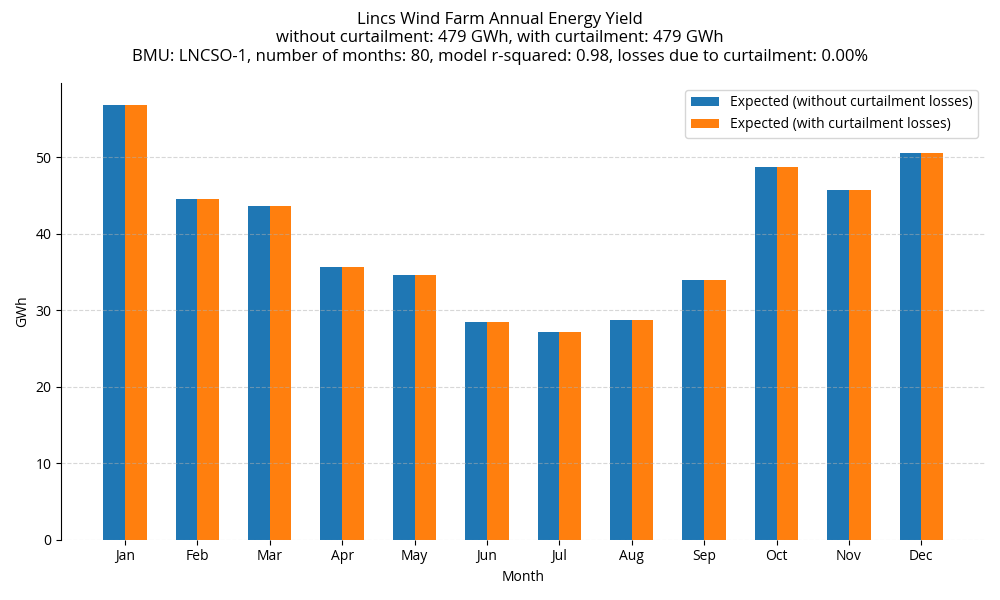 Lincs Wind Farm Annual Energy Yield
without curtailment: 479 GWh, with curtailment: 479 GWh
BMU: LNCSO-1, number of months: 80, model r-squared: 0.98, losses due to curtailment: 0.00%
Expected (without curtailment losses)
Expected (with curtailment losses)
GWh
50
40
30
20
10
0
Jan Feb Mar Apr May Jun Jul Aug Sep Oct Nov Dec
Month